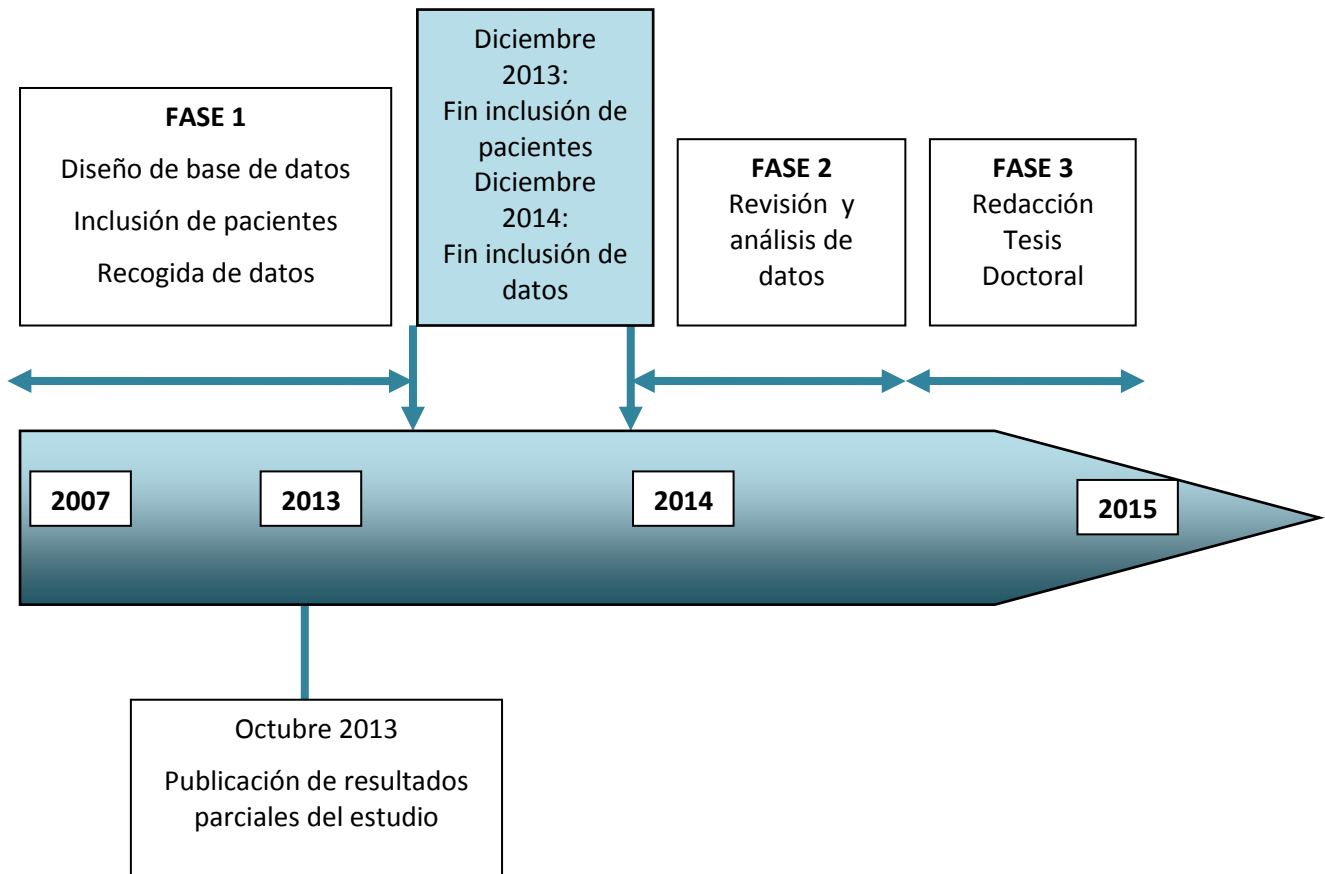 FASE 1
Diseño de base de datos
Inclusión de pacientes
Recogida de datos
Diciembre
2013:
Fin inclusión de
pacientes
Diciembre
2014:
Fin inclusión de
datos
FASE 2
Revisión y
análisis de
datos
FASE 3
Redacción
Tesis
Doctoral
2007
2013
2014
2015
Octubre 2013
Publicación de resultados
parciales del estudio